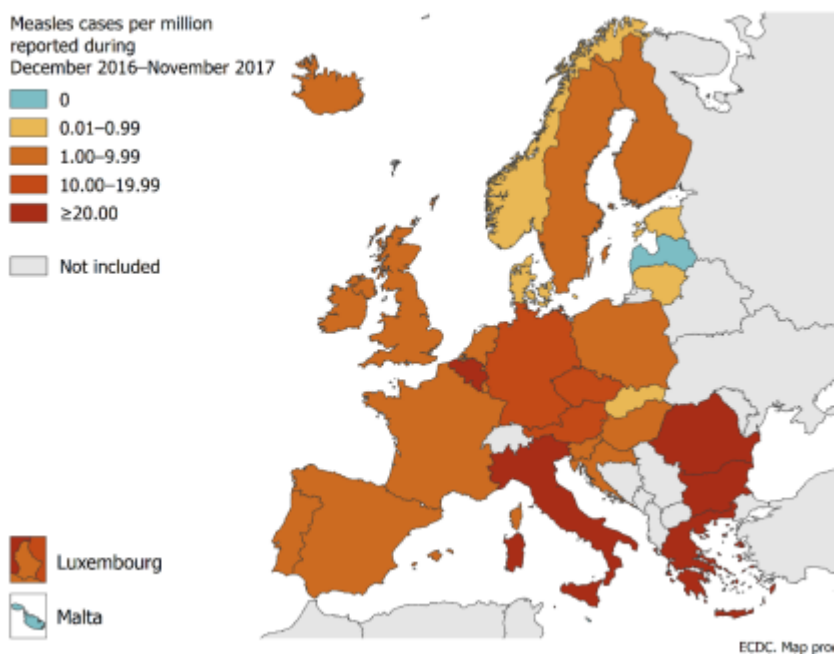 Measles cases per million
reported during
December 2016–November 2017
0
0.01–0.99
1.00–9.99
10.00–19.99
≥20.00
Not included
Luxembourg
Malta
ECDC. Map